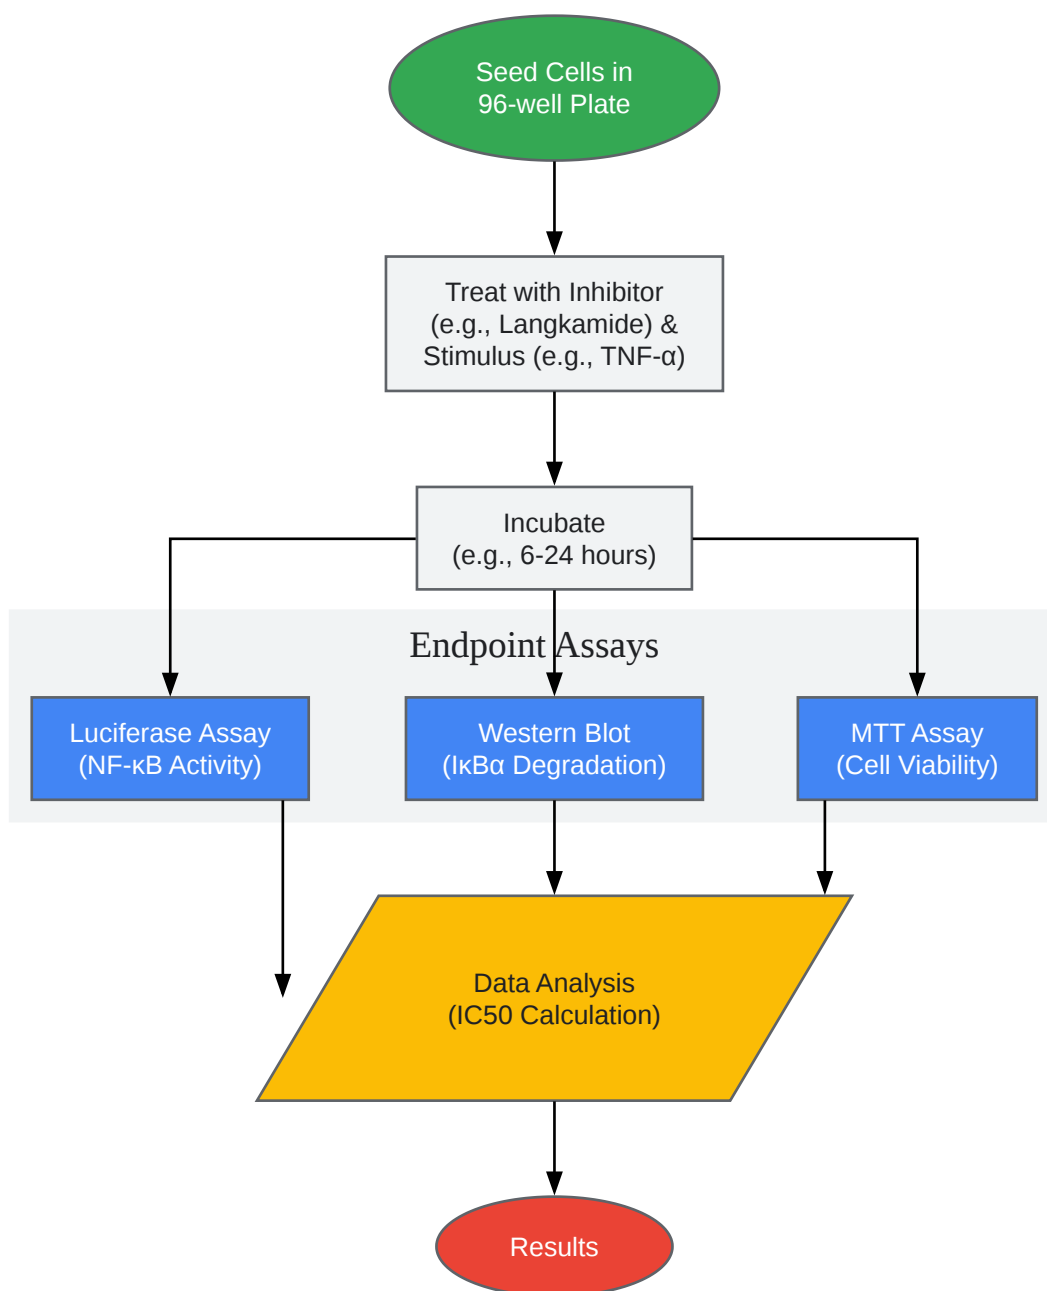 Seed Cells in
96-well Plate
Treat with Inhibitor
(e.g., Langkamide) &
Stimulus (e.g., TNF-α)
Incubate
(e.g., 6-24 hours)
Endpoint Assays
Luciferase Assay
(NF-κB Activity)
Western Blot
(IκBα Degradation)
MTT Assay
(Cell Viability)
Data Analysis
(IC50 Calculation)
Results